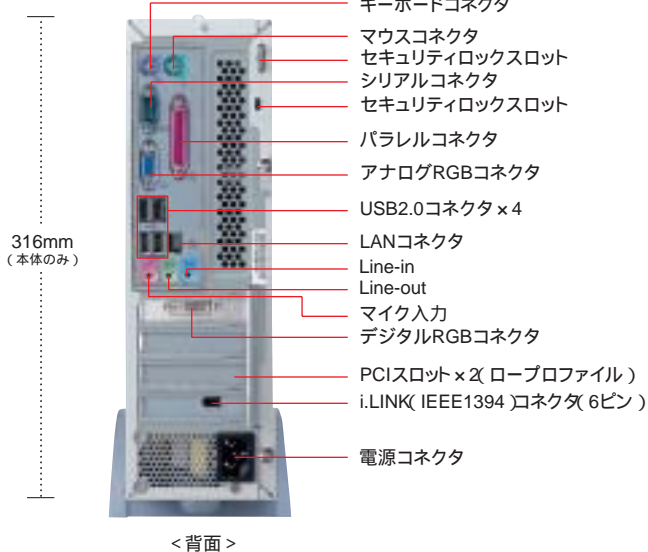 キーボードコネクタ
マウスコネクタ
セキュリティロックスロット
シリアルコネクタ
セキュリティロックスロット
パラレルコネクタ
アナログRGBコネクタ
USB2.0コネクタ×4
LANコネクタ
Line-in
Line-out
マイク入力
デジタルRGBコネクタ
PCIスロット×2(ロープロファイル)
i.LINK(IEEE1394)コネクタ(6ピン)
電源コネクタ
316mm
(本体のみ)
<背面>